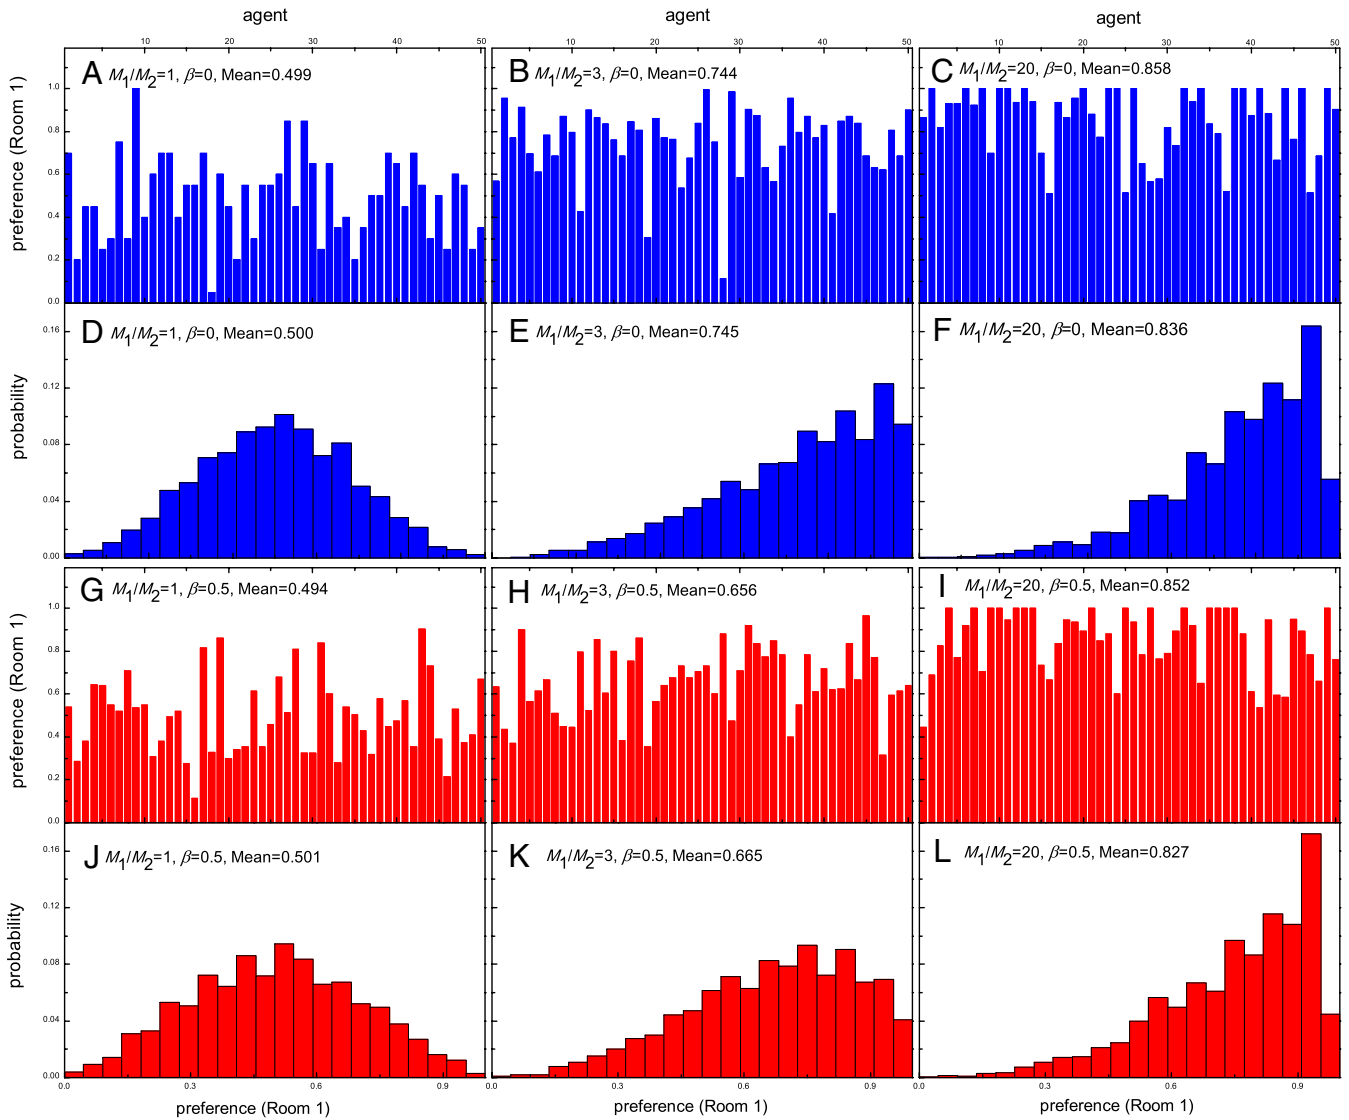 agent agent agent
10 20 30 40 50 10 20 30 40 50 10 20 30 40 50
A M1/M2=1, β=0, Mean=0.499
B M1/M2=3, β=0, Mean=0.744
C M1/M2=20, β=0, Mean=0.858
preference (Room 1)
1.0
0.8
0.6
0.4
0.2
0.0
D M1/M2=1, β=0, Mean=0.500
E M1/M2=3, β=0, Mean=0.745
F M1/M2=20, β=0, Mean=0.836
probability
0.16
0.12
0.08
0.04
0.00
G M1/M2=1, β=0.5, Mean=0.494
H M1/M2=3, β=0.5, Mean=0.656
I M1/M2=20, β=0.5, Mean=0.852
preference (Room 1)
1.0
0.8
0.6
0.4
0.2
0.0
J M1/M2=1, β=0.5, Mean=0.501
K M1/M2=3, β=0.5, Mean=0.665
L M1/M2=20, β=0.5, Mean=0.827
probability
0.16
0.12
0.08
0.04
0.00
0.0 0.3 0.6 0.9 0.0 0.3 0.6 0.9 0.0 0.3 0.6 0.9
preference (Room 1) preference (Room 1) preference (Room 1)